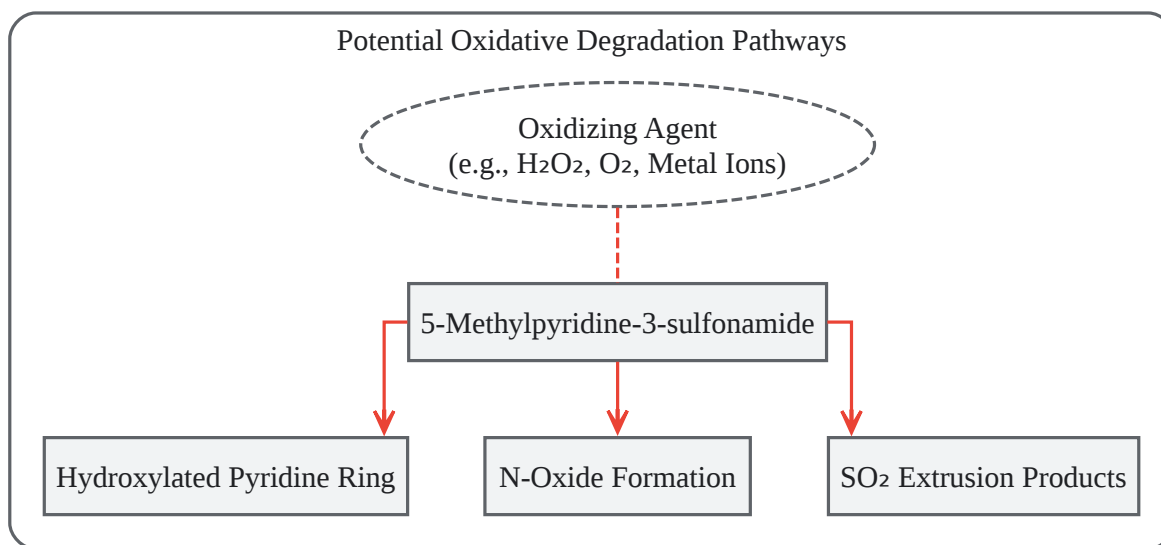 Potential Oxidative Degradation Pathways
Oxidizing Agent
(e.g., H₂O₂, O₂, Metal Ions)
5-Methylpyridine-3-sulfonamide
Hydroxylated Pyridine Ring
N-Oxide Formation
SO₂ Extrusion Products